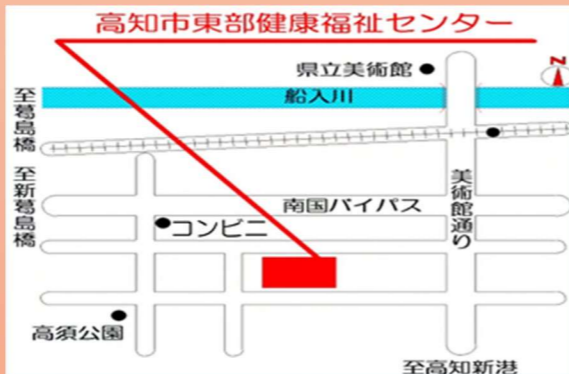 高知市東部健康福祉センター
県立美術館
N
至葛島橋
船入川
至新葛島橋
南国バイパス
美術館通り
コンビニ
高須公園
至高知新港